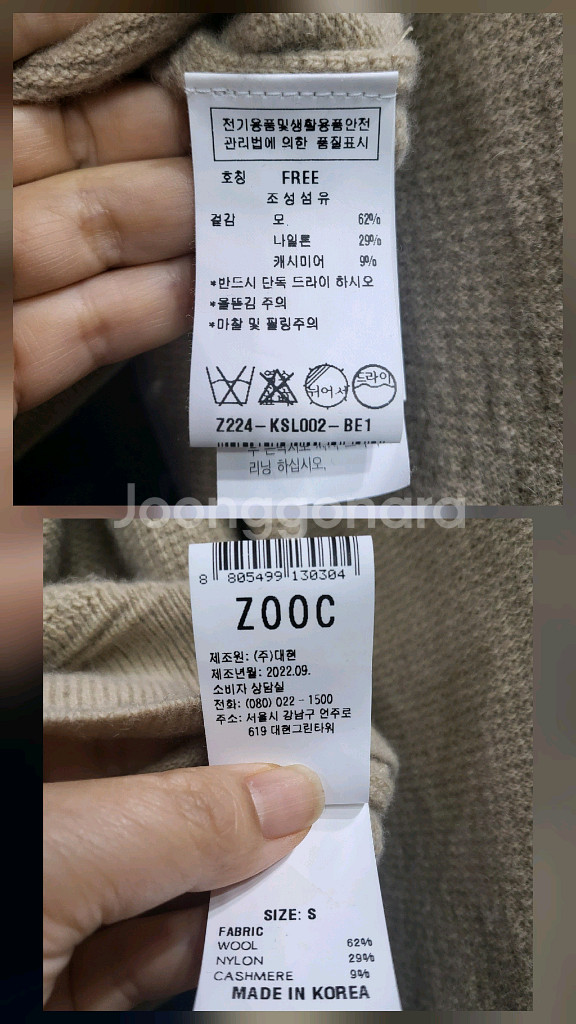 전기용품및생활용품안전
관리법에 의한 품질표시
호칭 FREE
조성섬유
겉감 모 62%
나일론 29%
캐시미어 9%
*반드시 단독 드라이 하시오
*올뜯김 주의
*마찰 및 필링주의
뉘어서 드라이
Z224-KSL002-BE1
리닝 하십시오.
Joonggonara
8 805499 130304
ZOOC
제조원: (주)대현
제조년월: 2022.09.
소비자 상담실
전화: (080) 022 - 1500
주소: 서울시 강남구 언주로
619 대현그린타워
SIZE: S
FABRIC
WOOL 62%
NYLON 29%
CASHMERE 9%
MADE IN KOREA